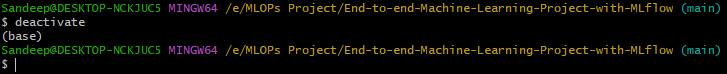 Sandeep@DESKTOP-NCKJUC5 MINGW64 /e/MLOPs Project/End-to-end-Machine-Learning-Project-with-MLflow (main)
$ deactivate
(base)
Sandeep@DESKTOP-NCKJUC5 MINGW64 /e/MLOPs Project/End-to-end-Machine-Learning-Project-with-MLflow (main)
$